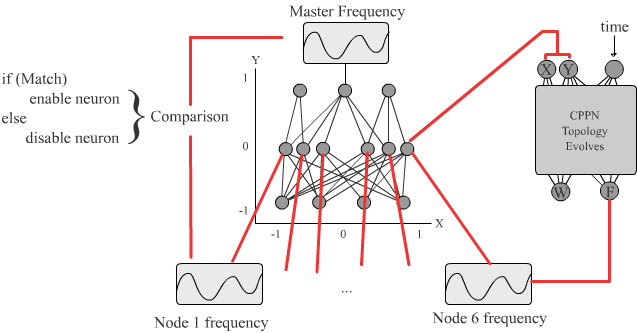 Master Frequency
time
Y
X Y
if (Match)
enable neuron
else
disable neuron
Comparison
1
0
-1
-1 0 1
X
CPPN
Topology
Evolves
W F
...
Node 1 frequency
Node 6 frequency